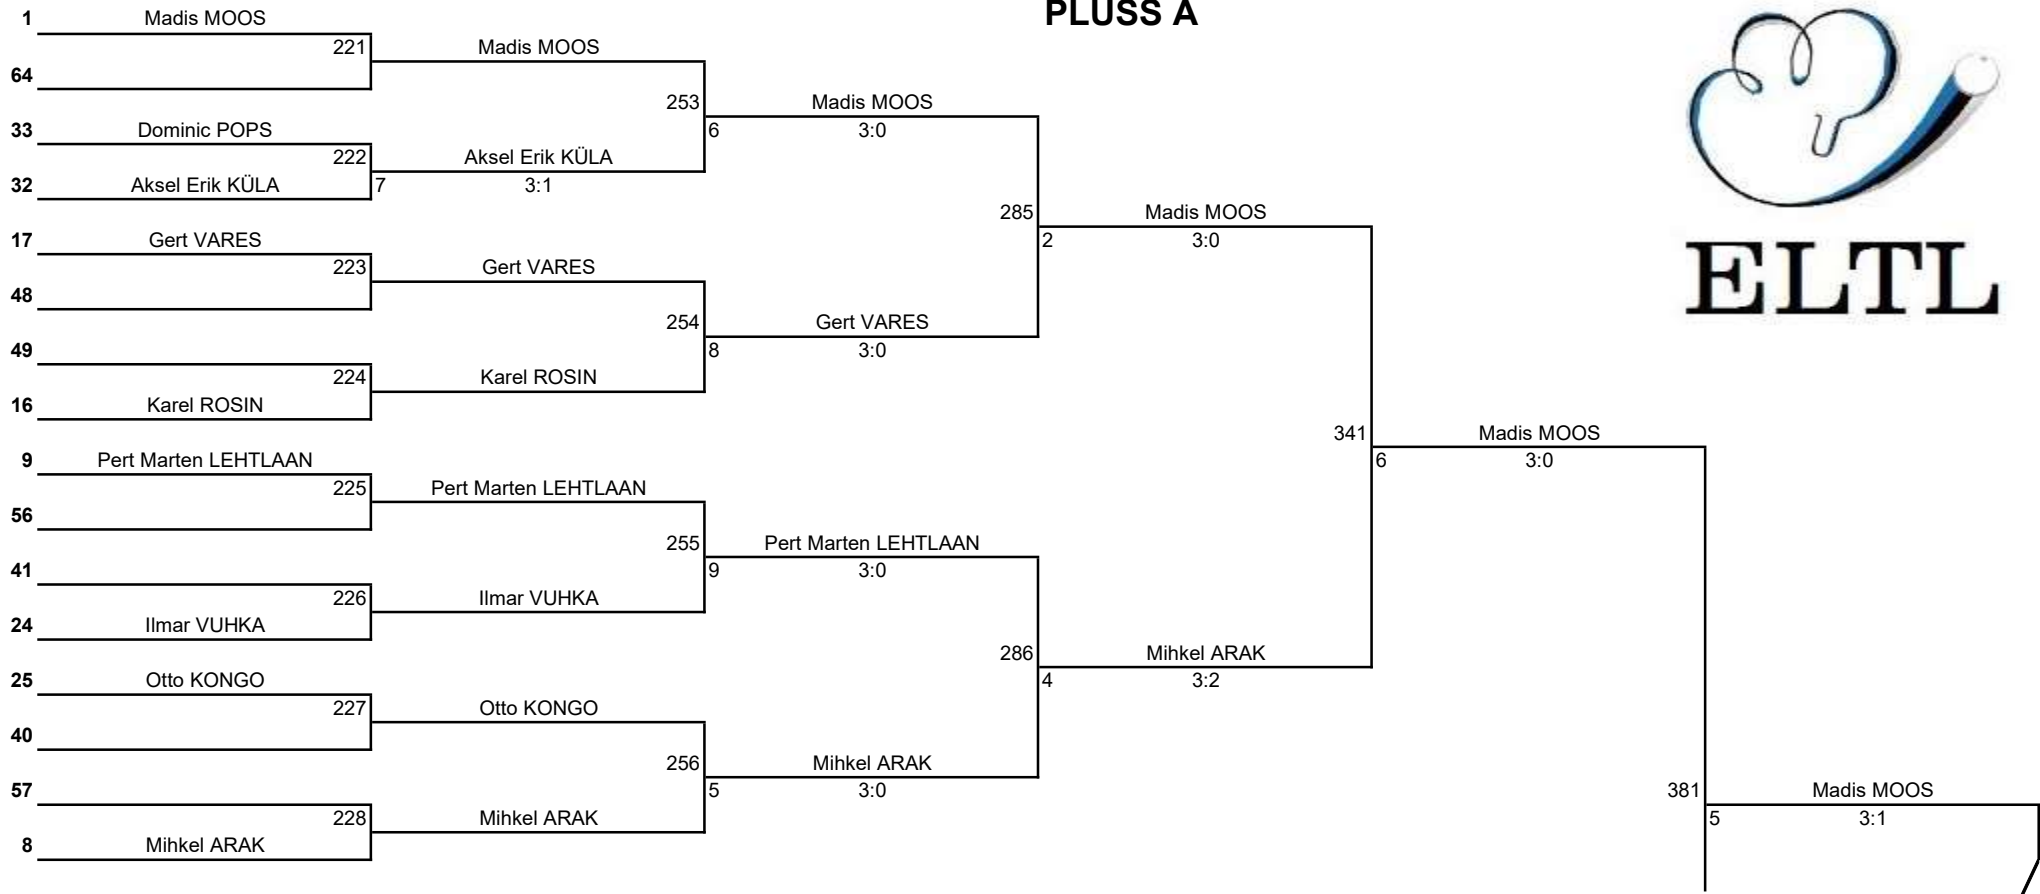 PLUSS A
1 Madis MOOS
221 Madis MOOS
64
253 Madis MOOS
6 3:0
33 Dominic POPS
222 Aksel Erik KÜLA
32 Aksel Erik KÜLA
7 3:1
285 Madis MOOS
2 3:0
17 Gert VARES
223 Gert VARES
48
254 Gert VARES
8 3:0
49
224 Karel ROSIN
16 Karel ROSIN
341 Madis MOOS
6 3:0
9 Pert Marten LEHTLAAN
225 Pert Marten LEHTLAAN
56
255 Pert Marten LEHTLAAN
9 3:0
41
226 Ilmar VUHKA
24 Ilmar VUHKA
286 Mihkel ARAK
4 3:2
25 Otto KONGO
227 Otto KONGO
40
256 Mihkel ARAK
5 3:0
57
228 Mihkel ARAK
8 Mihkel ARAK
381 Madis MOOS
5 3:1
ELTL